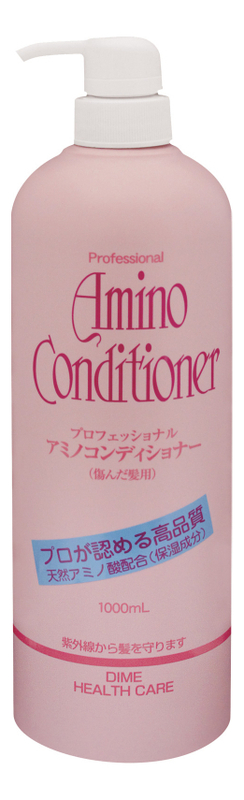 Professional
Amino
Conditioner
プロフェッショナル
アミノコンディショナー
(傷んだ髪用)
プロが認める高品質
天然アミノ酸配合(保湿成分)
1000mL
紫外線から髪を守ります
DIME
HEALTH CARE